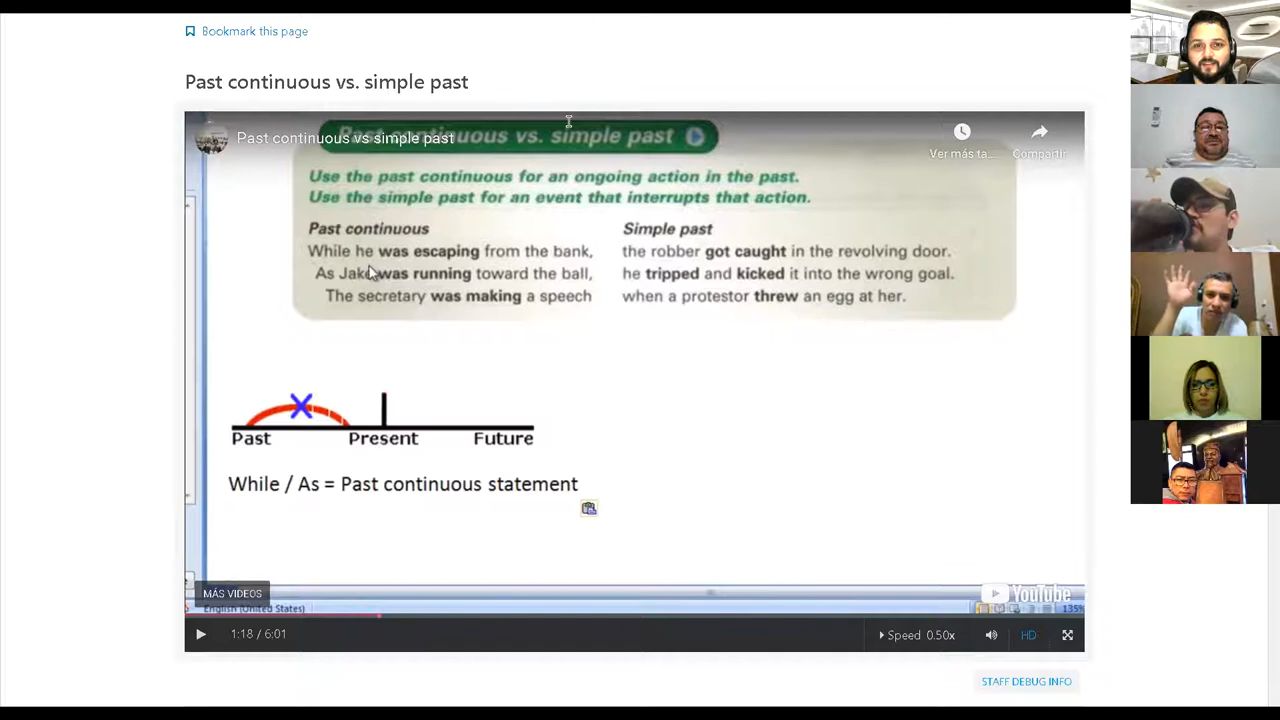 Bookmark this page
Past continuous vs. simple past
Past continuous vs simple past
Past continuous vs. simple past
Ver más ta...
Compartir
Use the past continuous for an ongoing action in the past.
Use the simple past for an event that interrupts that action.
Past continuous Simple past
While he was escaping from the bank, the robber got caught in the revolving door.
As Jake was running toward the ball, he tripped and kicked it into the wrong goal.
The secretary was making a speech when a protestor threw an egg at her.
Past Present Future
While / As = Past continuous statement
MÁS VIDEOS
YouTube
English (United States) 135%
1:18 / 6:01 Speed 0.50x HD
STAFF DEBUG INFO